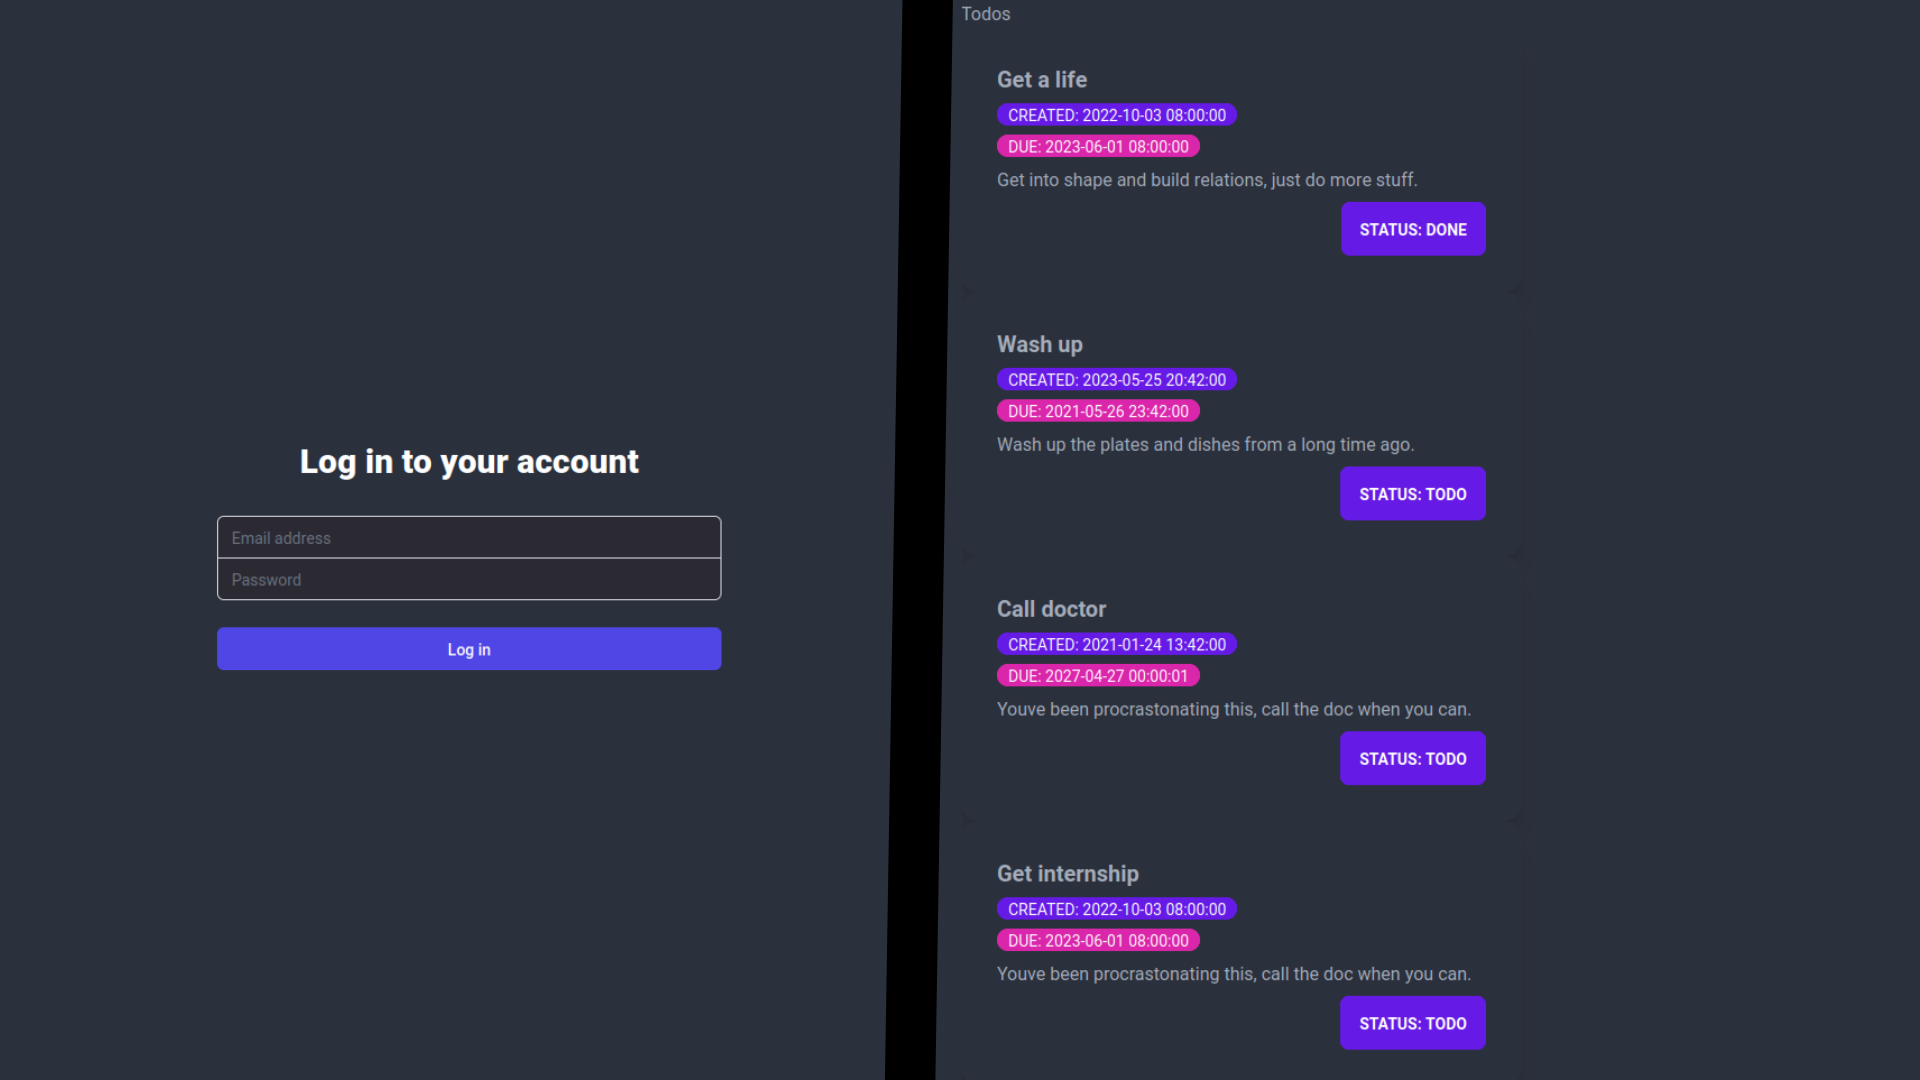 Log in to your account
Email address
Password
Log in
Todos
Get a life
CREATED: 2022-10-03 08:00:00
DUE: 2023-06-01 08:00:00
Get into shape and build relations, just do more stuff.
STATUS: DONE
Wash up
CREATED: 2023-05-25 20:42:00
DUE: 2021-05-26 23:42:00
Wash up the plates and dishes from a long time ago.
STATUS: TODO
Call doctor
CREATED: 2021-01-24 13:42:00
DUE: 2027-04-27 00:00:01
Youve been procrastonating this, call the doc when you can.
STATUS: TODO
Get internship
CREATED: 2022-10-03 08:00:00
DUE: 2023-06-01 08:00:00
Youve been procrastonating this, call the doc when you can.
STATUS: TODO